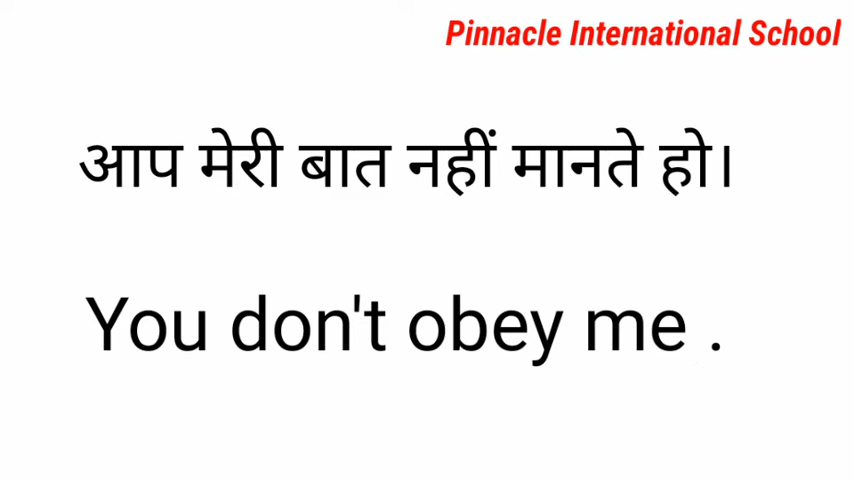 Pinnacle International School
आप मेरी बात नहीं मानते हो।
You don't obey me .